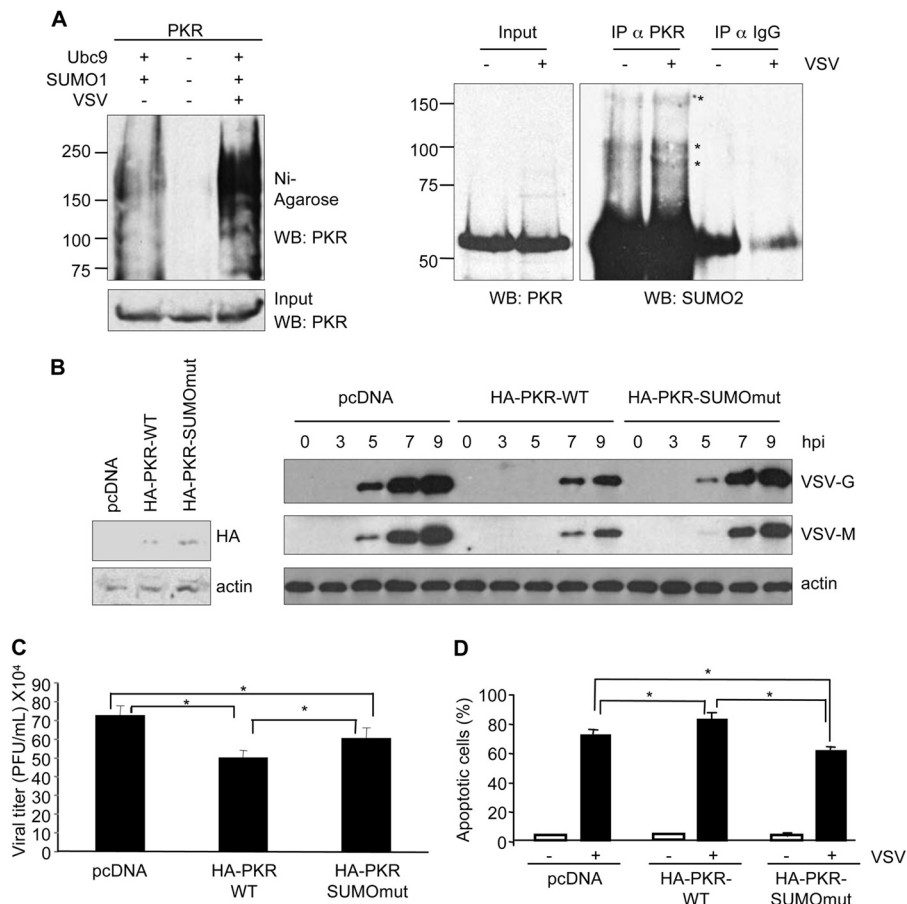 A
PKR
Ubc9 + - +
SUMO1 + - +
VSV - - +
250
150
100
75
Ni-
Agarose
WB: PKR
Input
WB: PKR
Input IP α PKR IP α IgG
- + - + - + VSV
150
100
75
50
**
*
*
WB: PKR WB: SUMO2
B
pcDNA
HA-PKR-WT
HA-PKR-SUMOmut
HA
actin
pcDNA HA-PKR-WT HA-PKR-SUMOmut
0 3 5 7 9 0 3 5 7 9 0 3 5 7 9 hpi
VSV-G
VSV-M
actin
C
Viral titer (PFU/mL) X10⁴
90
80
70
60
50
40
30
20
10
0
*
* *
pcDNA HA-PKR HA-PKR
WT SUMOmut
D
Apoptotic cells (%)
100
80
60
40
20
0
*
* *
- + - + - + VSV
pcDNA HA-PKR- HA-PKR-
WT SUMOmut